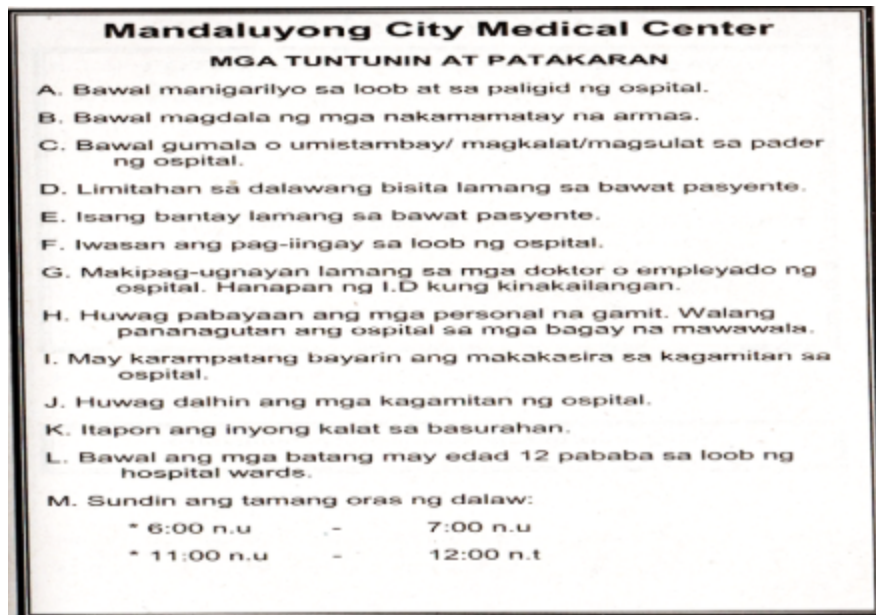 Mandaluyong City Medical Center
MGA TUNTUNIN AT PATAKARAN
A. Bawal manigarilyo sa loob at sa paligid ng ospital.
B. Bawal magdala ng mga nakamamatay na armas.
C. Bawal gumala o umistambay/ magkalat/magsulat sa pader
ng ospital.
D. Limitahan sa dalawang bisita lamang sa bawat pasyente.
E. Isang bantay lamang sa bawat pasyente.
F. Iwasan ang pag-iingay sa loob ng ospital.
G. Makipag-ugnayan lamang sa mga doktor o empleyado ng
ospital. Hanapan ng I.D kung kinakailangan.
H. Huwag pabayaan ang mga personal na gamit. Walang
pananagutan ang ospital sa mga bagay na mawawala.
I. May karampatang bayarin ang makakasira sa kagamitan sa
ospital.
J. Huwag dalhin ang mga kagamitan ng ospital.
K. Itapon ang inyong kalat sa basurahan.
L. Bawal ang mga batang may edad 12 pababa sa loob ng
hospital wards.
M. Sundin ang tamang oras ng dalaw:
* 6:00 n.u - 7:00 n.u
* 11:00 n.u - 12:00 n.t